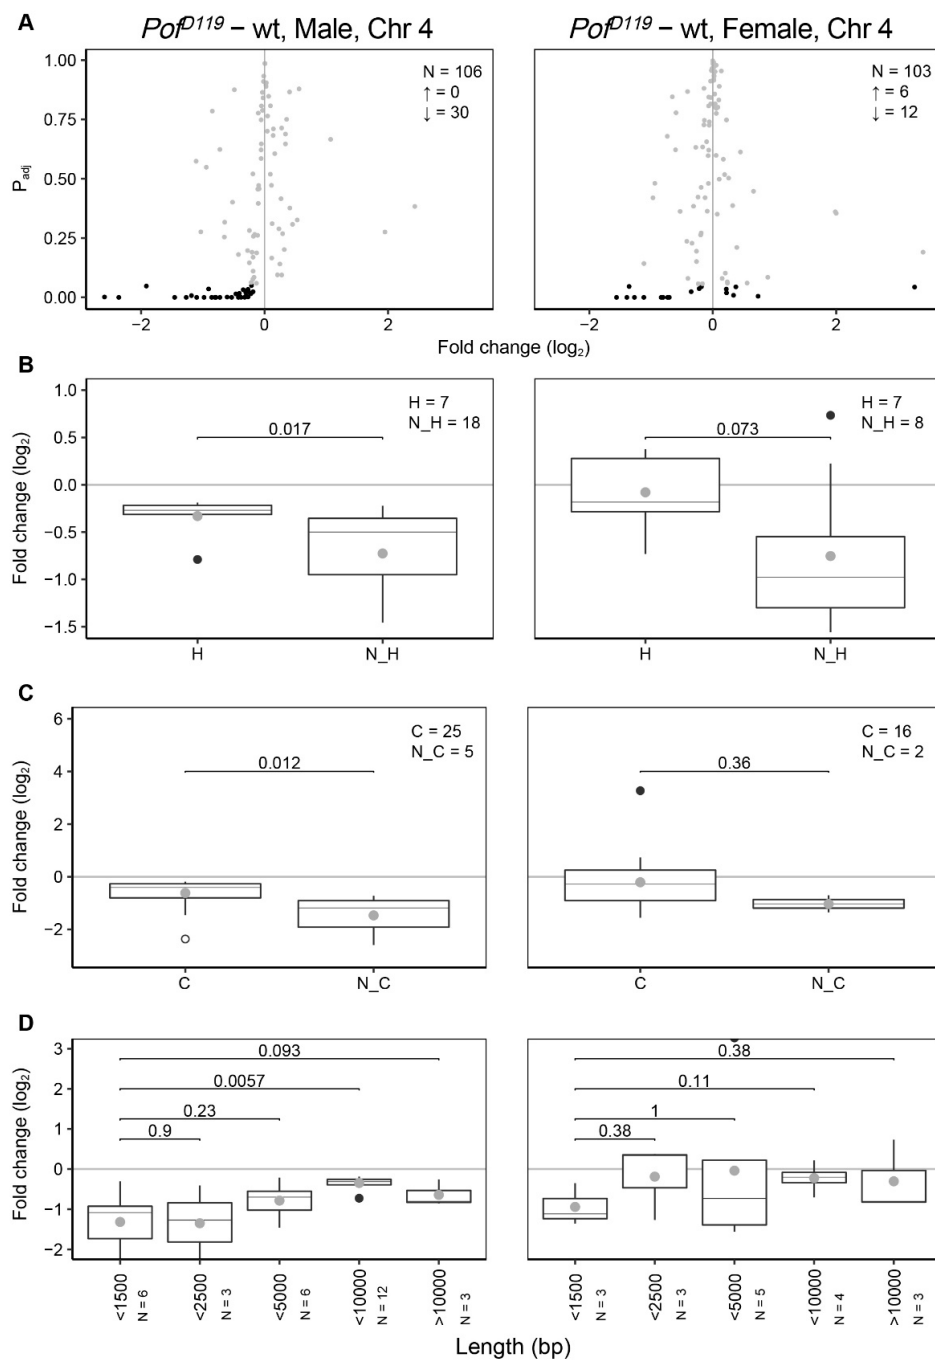 A
Pof^D119 – wt, Male, Chr 4
Pof^D119 – wt, Female, Chr 4
1.00
0.75
0.50
0.25
0.00
P_adj
N = 106
↑ = 0
↓ = 30
N = 103
↑ = 6
↓ = 12
−2
0
2
−2
0
2
Fold change (log₂)
B
1.0
0.5
0.0
−0.5
−1.0
−1.5
Fold change (log₂)
H = 7
N_H = 18
0.017
H = 7
N_H = 8
0.073
H
N_H
H
N_H
C
6
4
2
0
−2
Fold change (log₂)
C = 25
N_C = 5
0.012
C = 16
N_C = 2
0.36
C
N_C
C
N_C
D
3
2
1
0
−1
−2
Fold change (log₂)
0.093
0.0057
0.23
0.9
0.38
0.11
1
0.38
<1500
N = 6
<2500
N = 3
<5000
N = 6
<10000
N = 12
>10000
N = 3
<1500
N = 3
<2500
N = 3
<5000
N = 5
<10000
N = 4
>10000
N = 3
Length (bp)